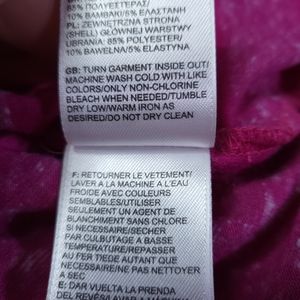 85% ПОЛУЕСТЕРАΣ/
10% ΒΑΜΒΑΚΙ/5% ΕΛΑΣΤΑΝΗ
PL: ZEWNĘTRZNA STRONA
(SHELL) GŁÓWNEJ WARSTWY
UBRANIA: 85% POLYESTER/
10% BAWEŁNA/5% ELASTYNA
GB: TURN GARMENT INSIDE OUT/
MACHINE WASH COLD WITH LIKE
COLORS/ONLY NON-CHLORINE
BLEACH WHEN NEEDED/TUMBLE
DRY LOW/WARM IRON AS
DESIRED/DO NOT DRY CLEAN
F: RETOURNER LE VETEMENT/
LAVER A LA MACHINE A L'EAU
FROIDE AVEC COULEURS
SEMBLABLES/UTILISER
SEULEMENT UN AGENT DE
BLANCHIMENT SANS CHLORE
SI NECESSAIRE/SECHER
PAR CULBUTAGE A BASSE
TEMPERATURE/REPASSER
AU FER TIEDE AUTANT QUE
NECESSAIRE/NE PAS NETTOYER
A SEC
E: DAR VUELTA LA PRENDA
DEL REVES/LAVAR A MAQUINA